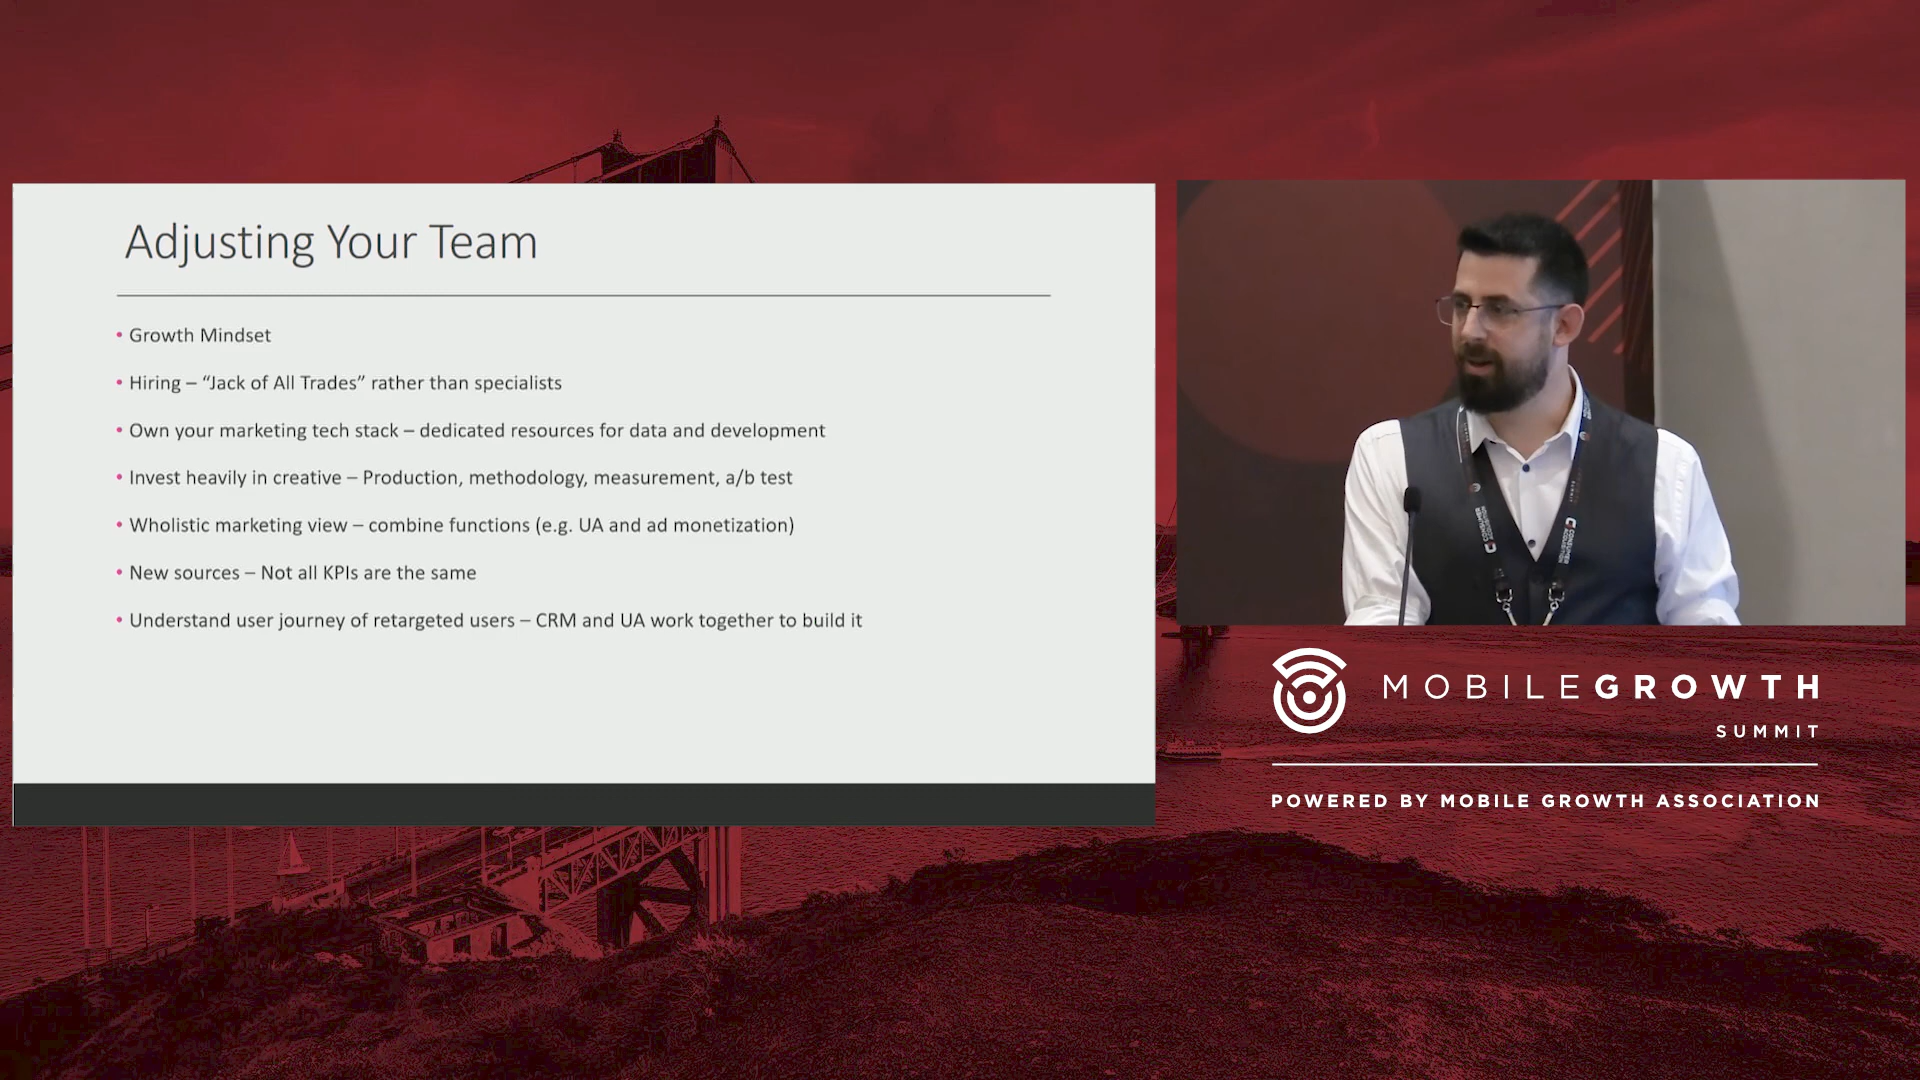 Adjusting Your Team
• Growth Mindset
• Hiring – “Jack of All Trades” rather than specialists
• Own your marketing tech stack – dedicated resources for data and development
• Invest heavily in creative – Production, methodology, measurement, a/b test
• Wholistic marketing view – combine functions (e.g. UA and ad monetization)
• New sources – Not all KPIs are the same
• Understand user journey of retargeted users – CRM and UA work together to build it
CONSUMER
ACQUISITION
MOBILEGROWTH
SUMMIT
POWERED BY MOBILE GROWTH ASSOCIATION